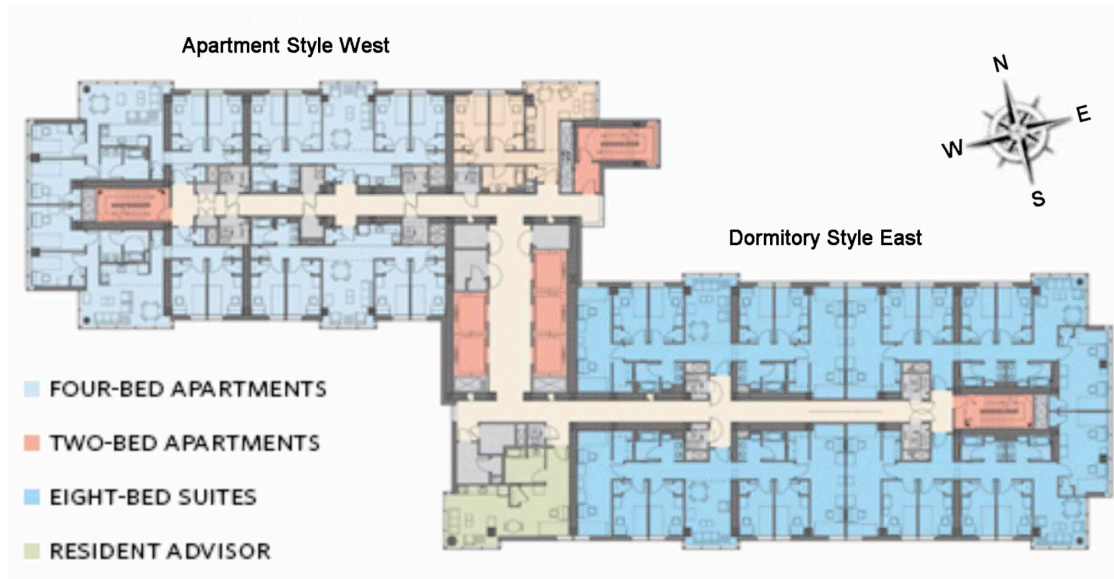 Apartment Style West
N
E
W
S
Dormitory Style East
FOUR-BED APARTMENTS
TWO-BED APARTMENTS
EIGHT-BED SUITES
RESIDENT ADVISOR